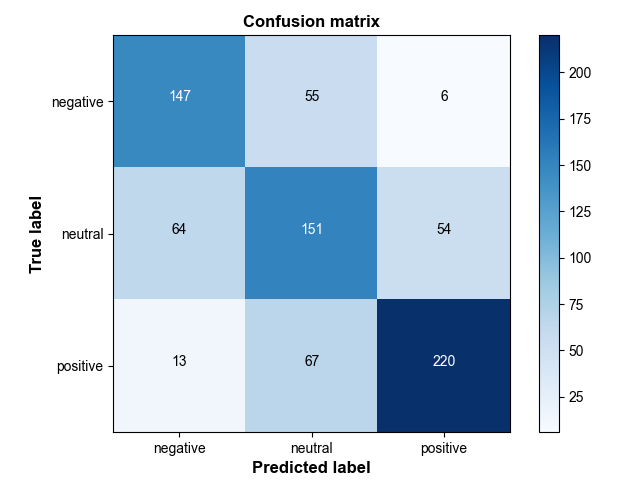 Confusion matrix
True label
negative
147
55
6
neutral
64
151
54
positive
13
67
220
negative
neutral
positive
Predicted label
200
175
150
125
100
75
50
25